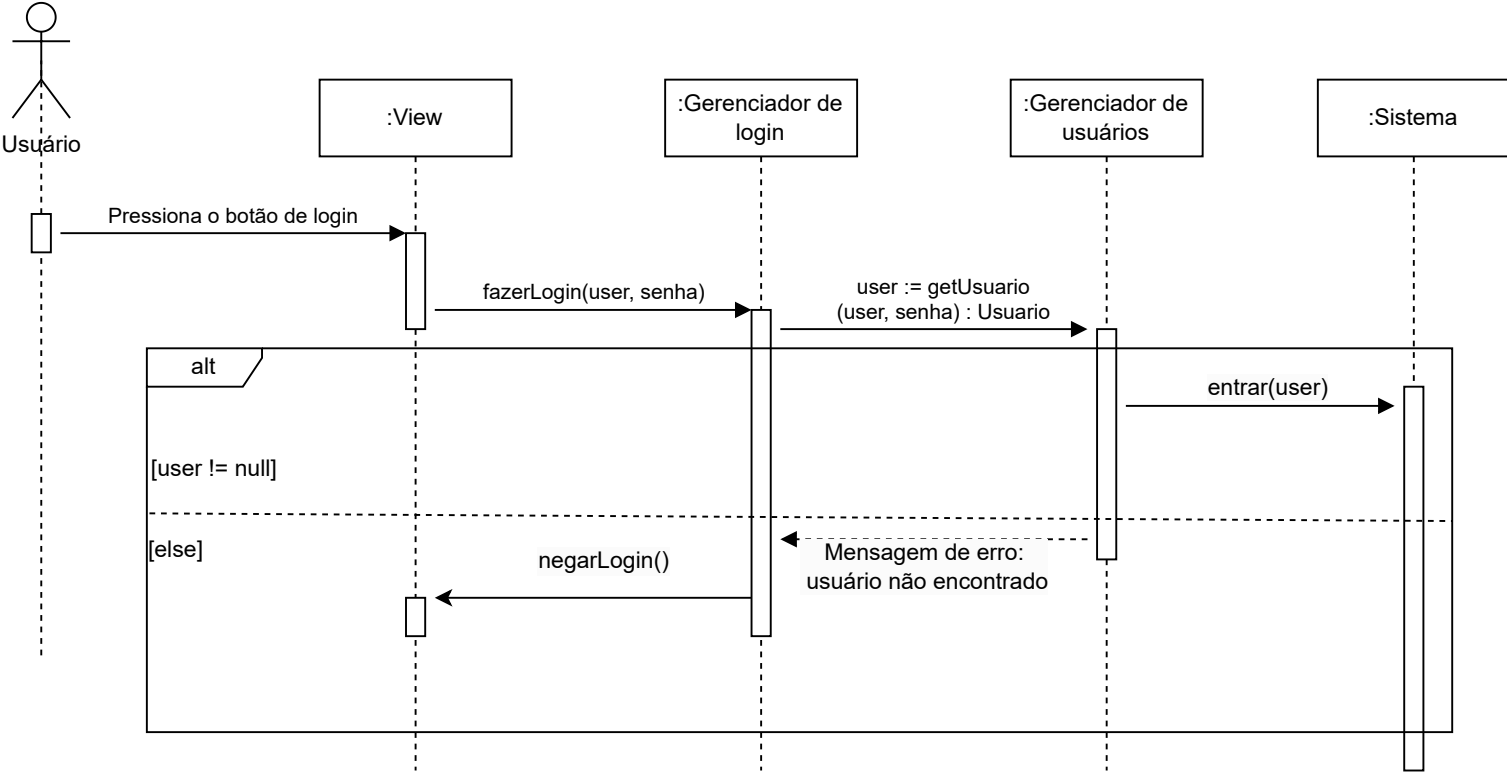 Usuário
:View
:Gerenciador de
login
:Gerenciador de
usuários
:Sistema
Pressiona o botão de login
fazerLogin(user, senha)
user := getUsuario
(user, senha) : Usuario
alt
entrar(user)
[user != null]
[else]
negarLogin()
Mensagem de erro:
usuário não encontrado